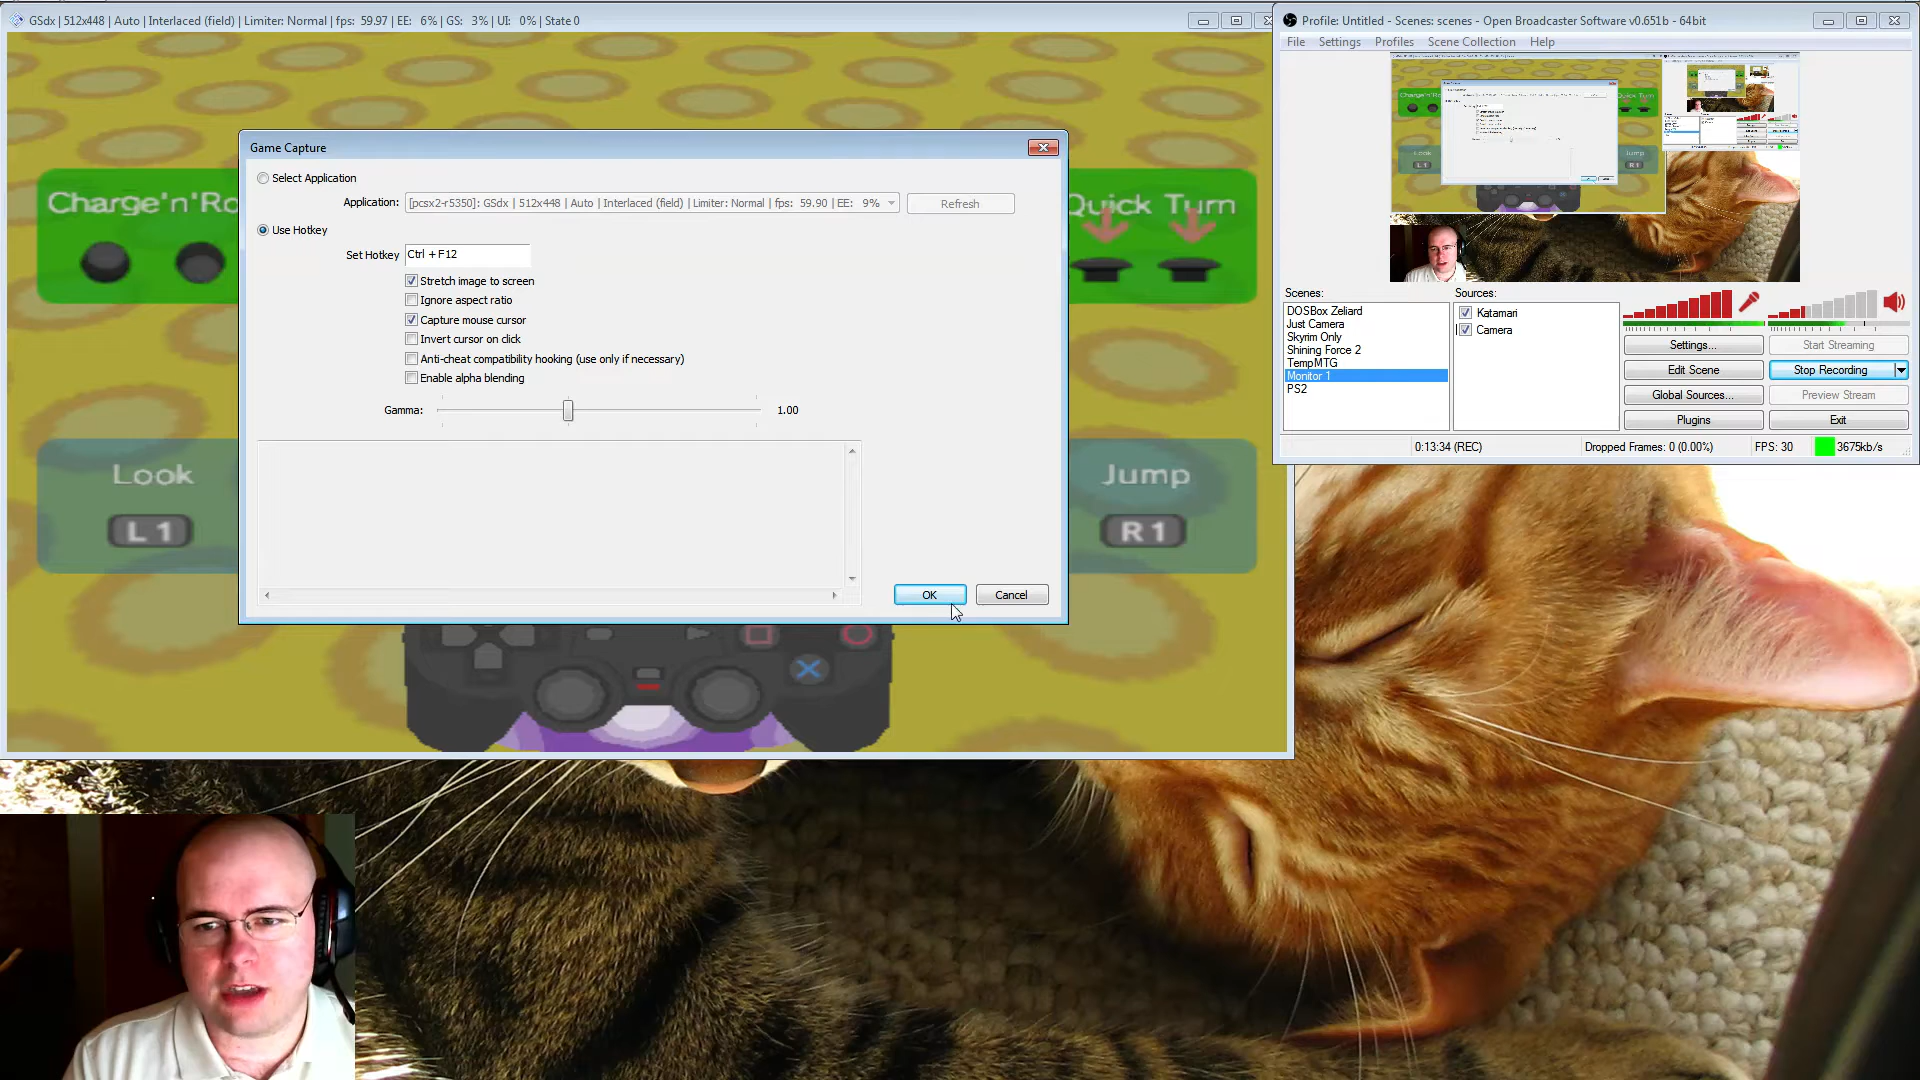 GSdx | 512x448 | Auto | Interlaced (field) | Limiter: Normal | fps: 59.97 | EE: 6% | GS: 3% | UI: 0% | State 0
Profile: Untitled - Scenes: scenes - Open Broadcaster Software v0.651b - 64bit
File Settings Profiles Scene Collection Help
Game Capture
Select Application
Application: [pcsx2-r5350]: GSdx | 512x448 | Auto | Interlaced (field) | Limiter: Normal | fps: 59.90 | EE: 9% Refresh
Use Hotkey
Set Hotkey Ctrl + F12
Stretch image to screen
Ignore aspect ratio
Capture mouse cursor
Invert cursor on click
Anti-cheat compatibility hooking (use only if necessary)
Enable alpha blending
Gamma: 1.00
OK Cancel
Charge'n'Ro
Quick Turn
Look
L1
Jump
R1
Scenes:
DOSBox Zeliard
Just Camera
Skyrim Only
Shining Force 2
TempMTG
Monitor 1
PS2
Sources:
Katamari
Camera
Settings... Start Streaming
Edit Scene Stop Recording
Global Sources... Preview Stream
Plugins Exit
0:13:34 (REC) Dropped Frames: 0 (0.00%) FPS: 30 3675kb/s